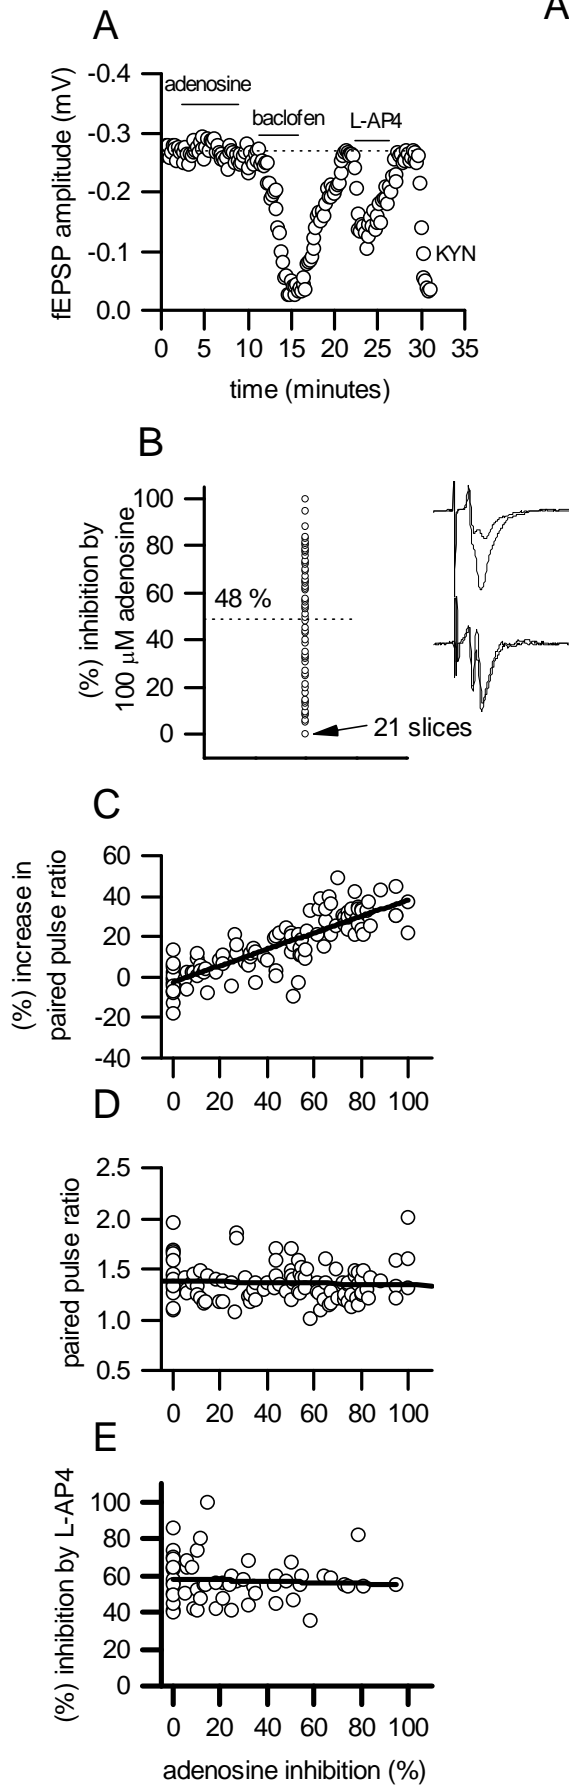 A
A
fEPSP amplitude (mV)
-0.4
-0.3
-0.2
-0.1
0.0
adenosine
baclofen
L-AP4
KYN
0 5 10 15 20 25 30 35
time (minutes)
B
(%) inhibition by
100 μM adenosine
100
80
60
40
20
0
48 %
21 slices
C
(%) increase in
paired pulse ratio
60
40
20
0
-20
-40
0 20 40 60 80 100
D
paired pulse ratio
2.5
2.0
1.5
1.0
0.5
0 20 40 60 80 100
E
(%) inhibition by L-AP4
100
80
60
40
20
0
0 20 40 60 80 100
adenosine inhibition (%)